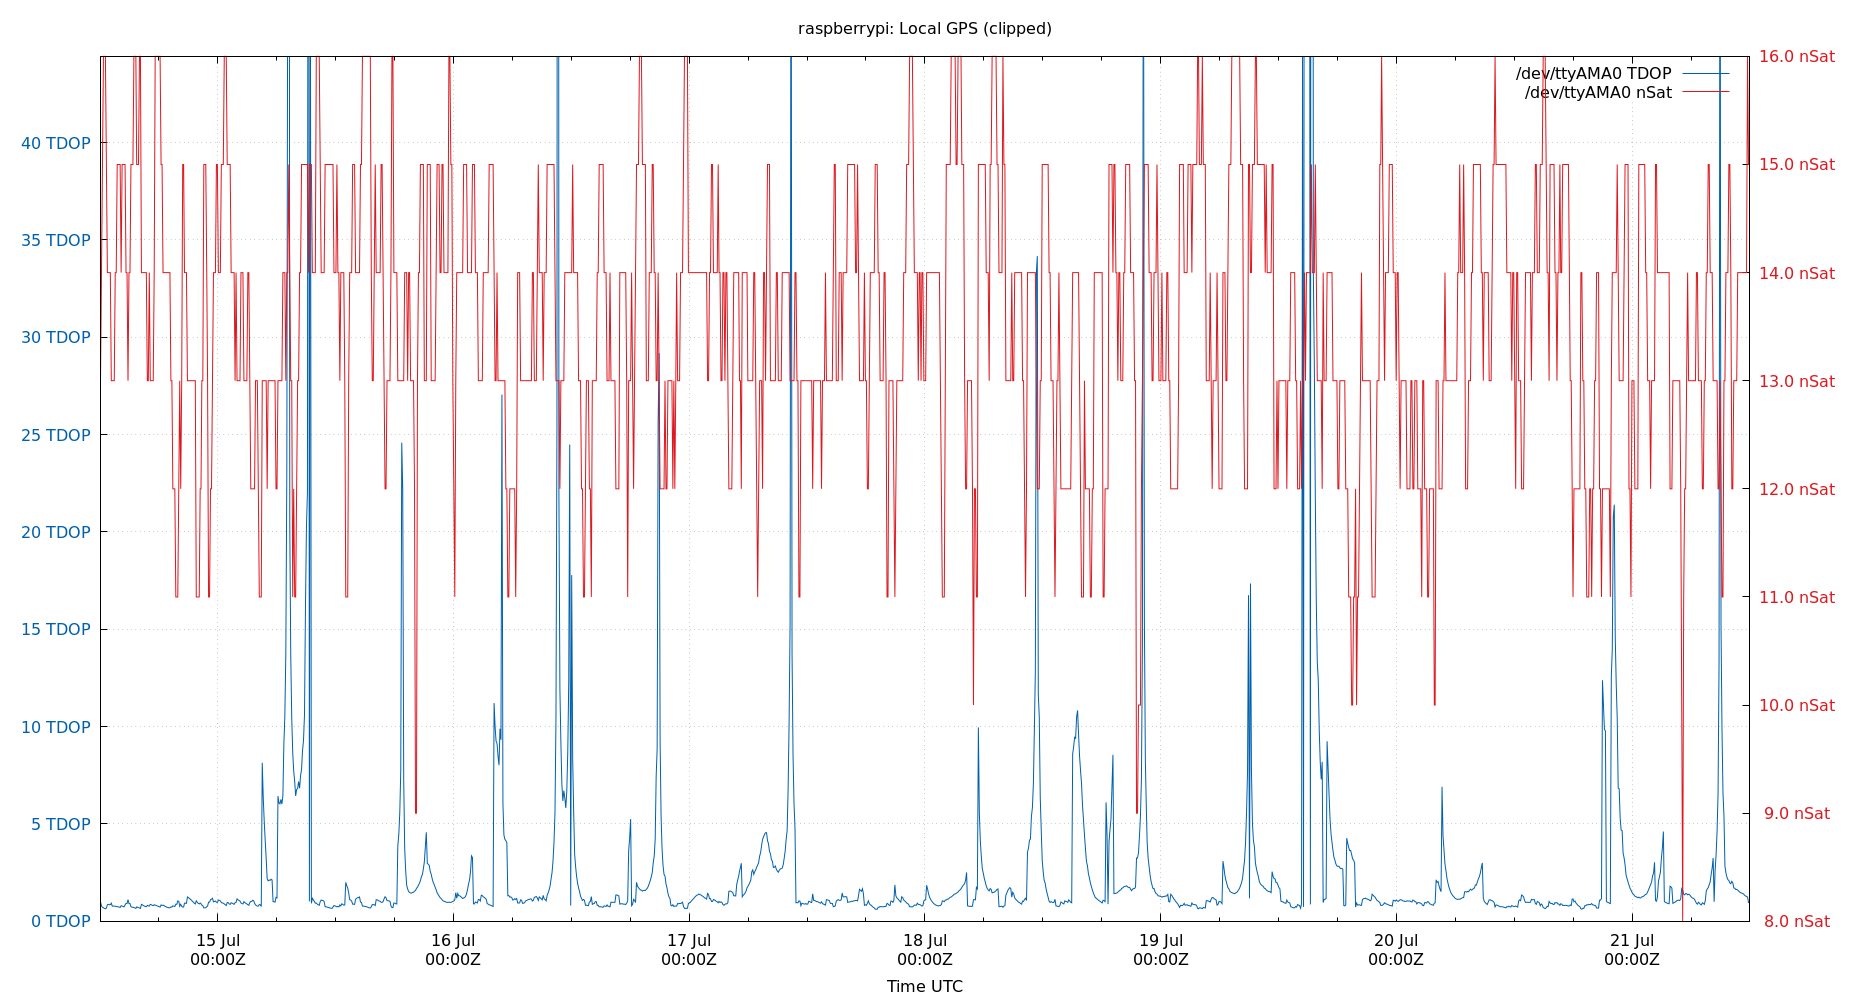 raspberrypi: Local GPS (clipped)
/dev/ttyAMA0 TDOP
/dev/ttyAMA0 nSat
40 TDOP
35 TDOP
30 TDOP
25 TDOP
20 TDOP
15 TDOP
10 TDOP
5 TDOP
0 TDOP
16.0 nSat
15.0 nSat
14.0 nSat
13.0 nSat
12.0 nSat
11.0 nSat
10.0 nSat
9.0 nSat
8.0 nSat
15 Jul
00:00Z
16 Jul
00:00Z
17 Jul
00:00Z
18 Jul
00:00Z
19 Jul
00:00Z
20 Jul
00:00Z
21 Jul
00:00Z
Time UTC